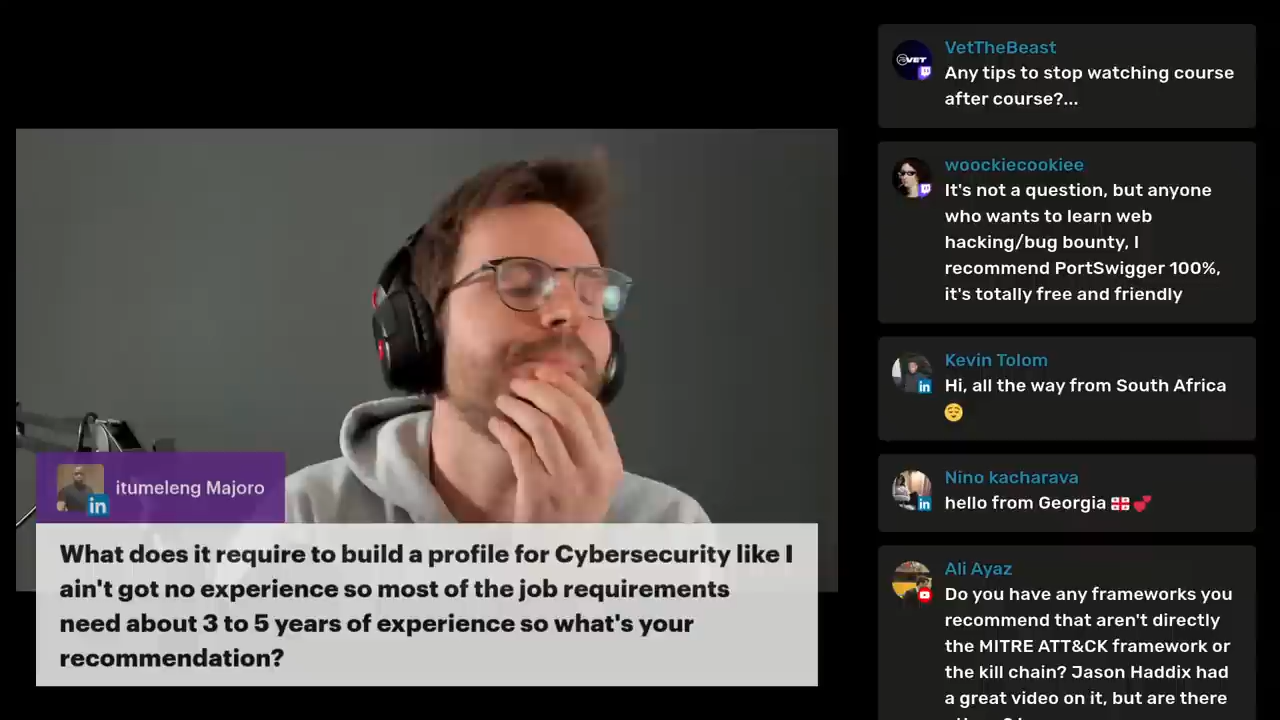 VetTheBeast
Any tips to stop watching course
after course?...
woockiecookiee
It's not a question, but anyone
who wants to learn web
hacking/bug bounty, I
recommend PortSwigger 100%,
it's totally free and friendly
Kevin Tolom
Hi, all the way from South Africa
😌
Nino kacharava
hello from Georgia 🇬🇪💕
Ali Ayaz
Do you have any frameworks you
recommend that aren't directly
the MITRE ATT&CK framework or
the kill chain? Jason Haddix had
a great video on it, but are there
itumeleng Majoro
What does it require to build a profile for Cybersecurity like I
ain't got no experience so most of the job requirements
need about 3 to 5 years of experience so what's your
recommendation?